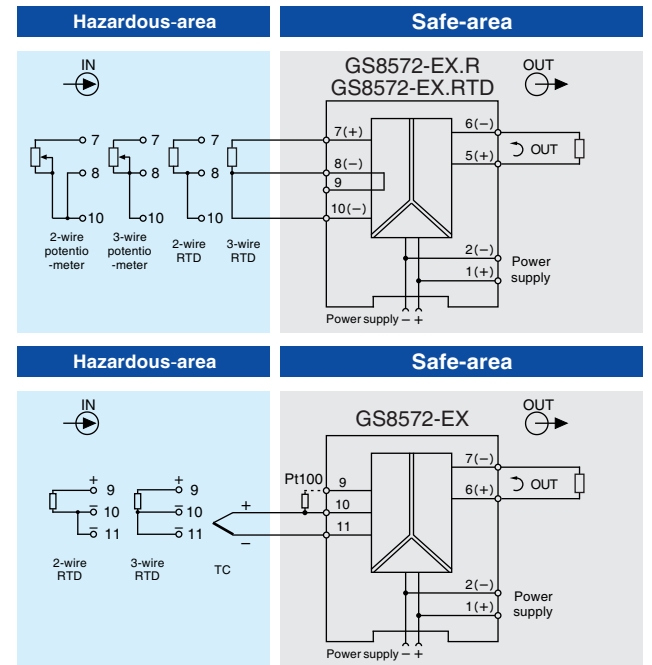 Hazardous-area
Safe-area
IN
GS8572-EX.R
GS8572-EX.RTD
OUT
7 7 7 7(+) 6(−)
8 8 8 8(−) 5(+) OUT
9
10 10 10 10(−)
2-wire
potentio
-meter
3-wire
potentio
-meter
2-wire
RTD
3-wire
RTD
2(−)
1(+)
Power
supply
Power supply − +
Hazardous-area
Safe-area
IN
GS8572-EX
OUT
+ 9
− 10
− 11
2-wire
RTD
+ 9
− 10
− 11
3-wire
RTD
+
−
TC
Pt100
9
10
11
7(−)
6(+)
OUT
2(−)
1(+)
Power
supply
Power supply − +